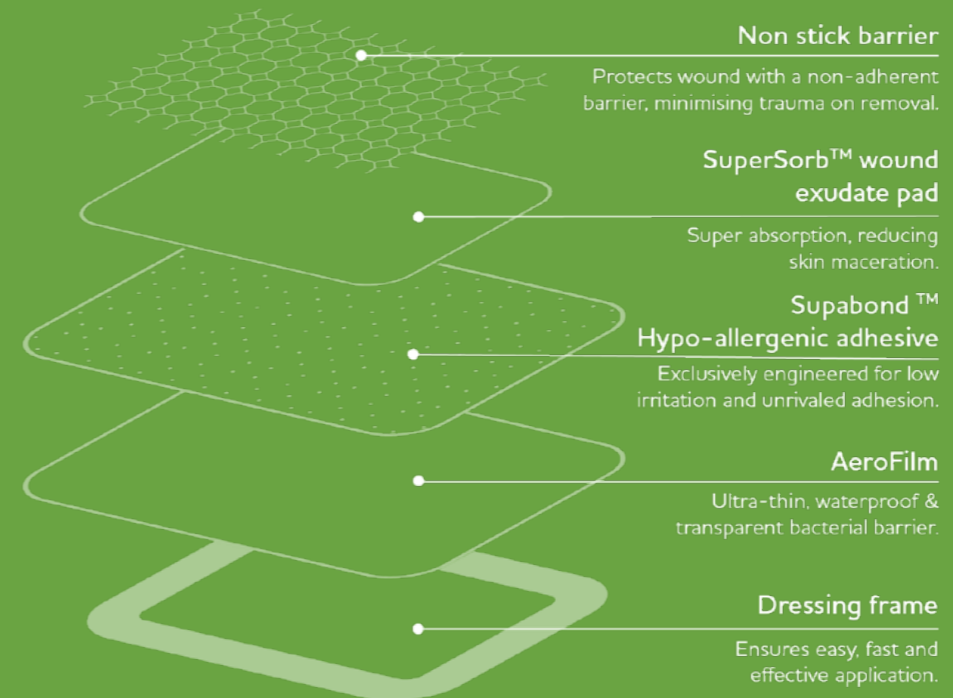 Non stick barrier
Protects wound with a non-adherent
barrier, minimising trauma on removal.
SuperSorb™ wound
exudate pad
Super absorption, reducing
skin maceration.
Supabond ™
Hypo-allergenic adhesive
Exclusively engineered for low
irritation and unrivaled adhesion.
AeroFilm
Ultra-thin, waterproof &
transparent bacterial barrier.
Dressing frame
Ensures easy, fast and
effective application.